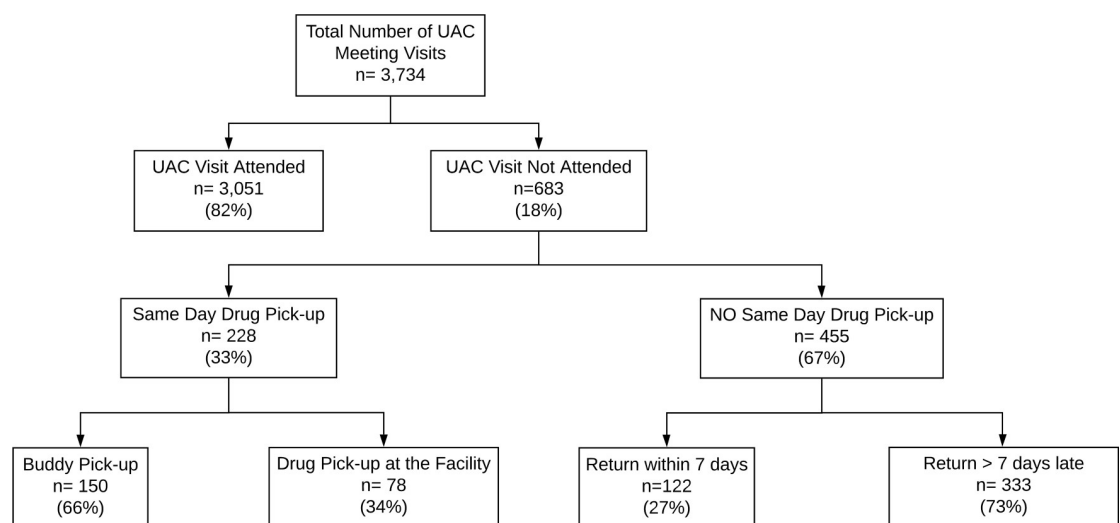 Total Number of UAC
Meeting Visits
n= 3,734
UAC Visit Attended
n= 3,051
(82%)
UAC Visit Not Attended
n=683
(18%)
Same Day Drug Pick-up
n= 228
(33%)
NO Same Day Drug Pick-up
n= 455
(67%)
Buddy Pick-up
n= 150
(66%)
Drug Pick-up at the Facility
n= 78
(34%)
Return within 7 days
n=122
(27%)
Return > 7 days late
n= 333
(73%)